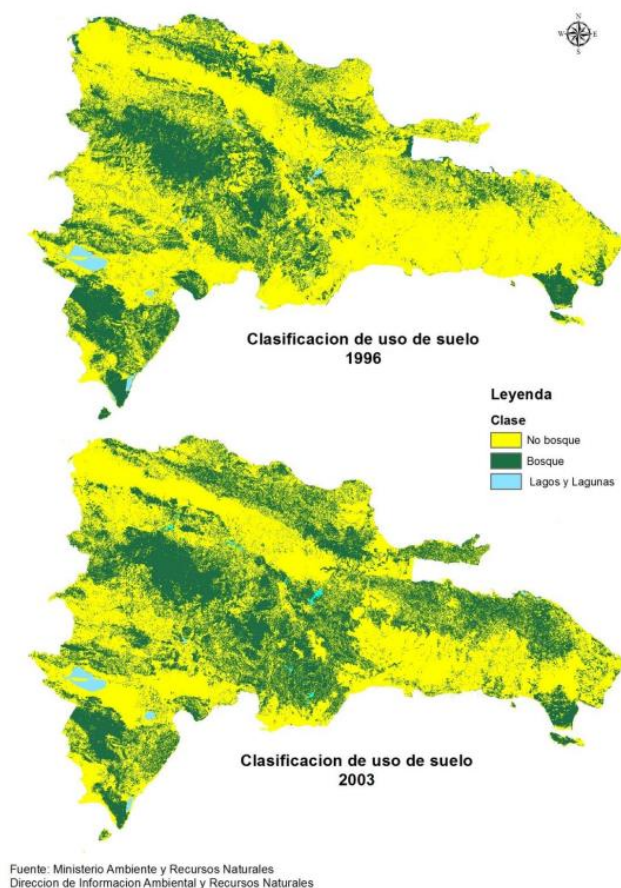 N
W E
S
Clasificacion de uso de suelo
1996
Leyenda
Clase
No bosque
Bosque
Lagos y Lagunas
Clasificacion de uso de suelo
2003
Fuente: Ministerio Ambiente y Recursos Naturales
Direccion de Informacion Ambiental y Recursos Naturales